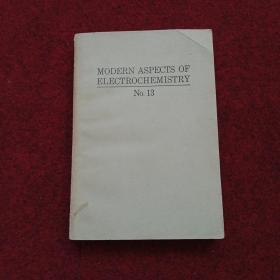 MODERN ASPECTS OF
ELECTROCHEMISTRY
No. 13